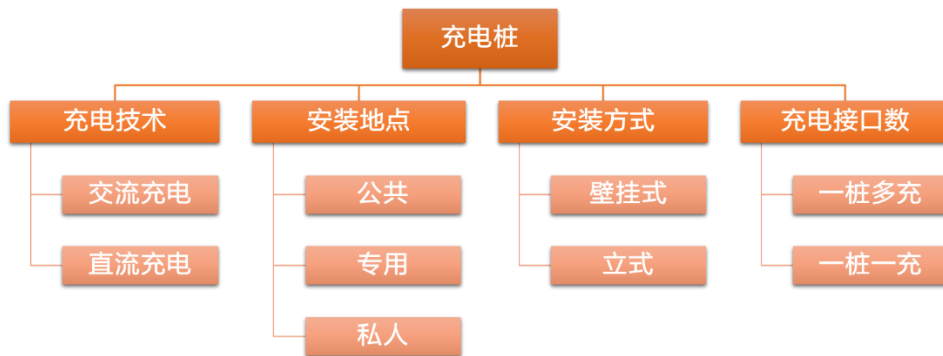 充电桩
充电技术
交流充电
直流充电
安装地点
公共
专用
私人
安装方式
壁挂式
立式
充电接口数
一桩多充
一桩一充